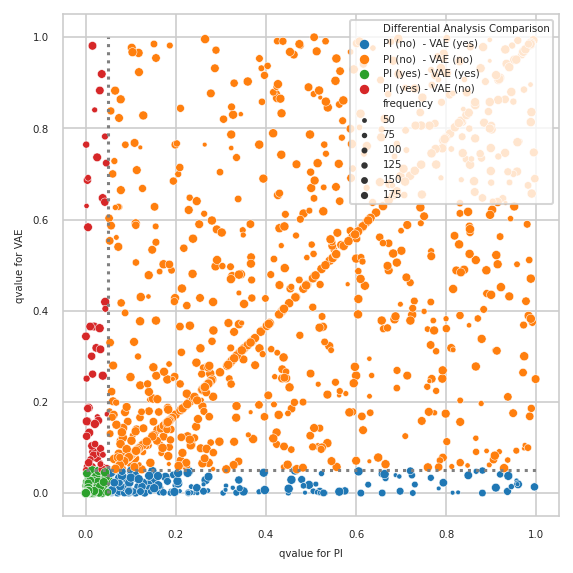 Differential Analysis Comparison
PI (no) - VAE (yes)
PI (no) - VAE (no)
PI (yes) - VAE (yes)
PI (yes) - VAE (no)
frequency
50
75
100
125
150
175
1.0
0.8
0.6
0.4
0.2
0.0
qvalue for VAE
0.0 0.2 0.4 0.6 0.8 1.0
qvalue for PI